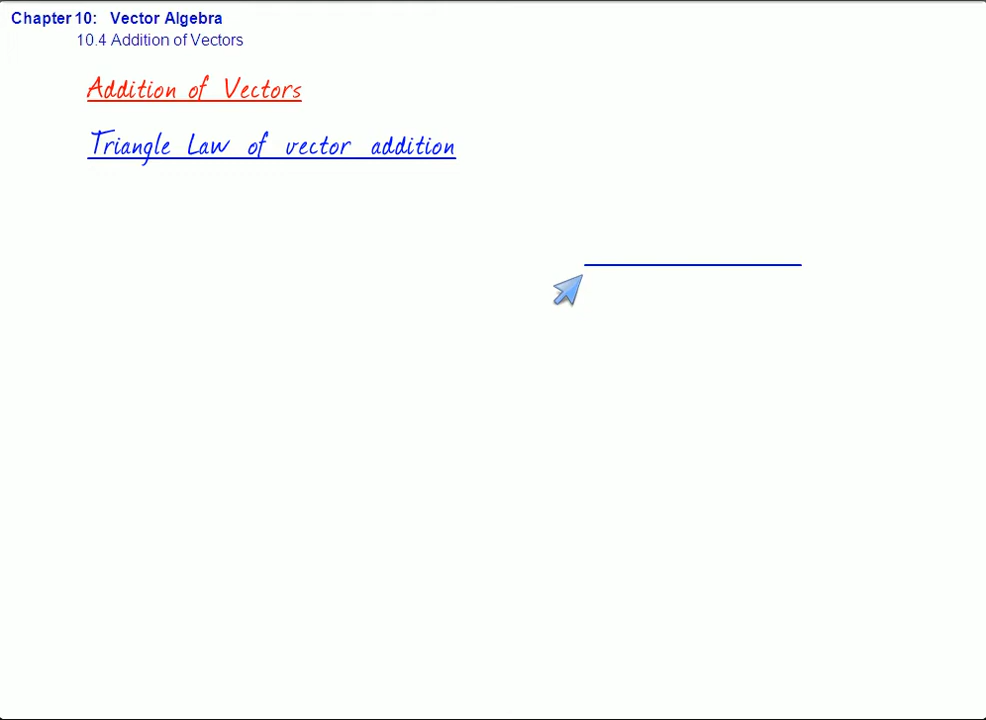 Chapter 10: Vector Algebra
10.4 Addition of Vectors
Addition of Vectors
Triangle Law of vector addition